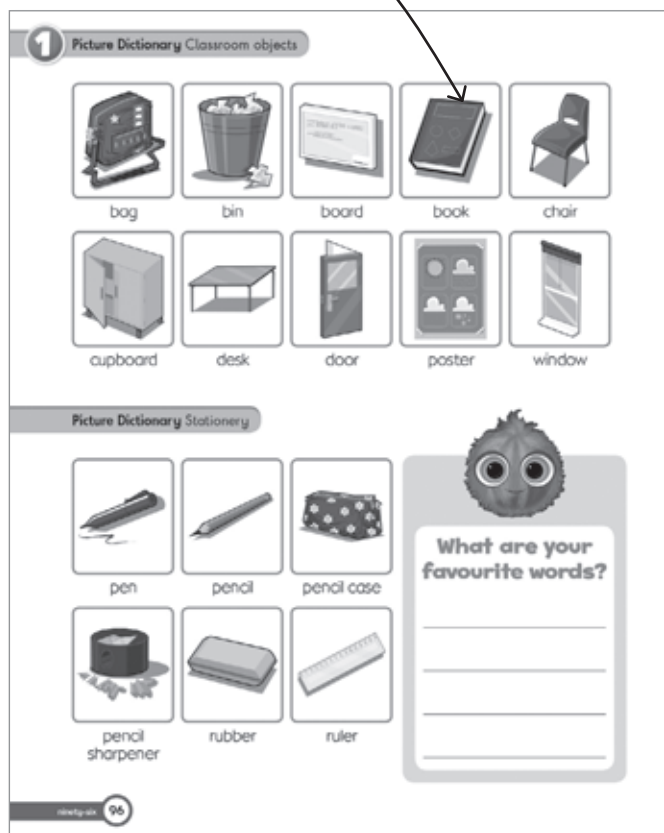 1 Picture Dictionary Classroom objects
bag bin board book chair
cupboard desk door poster window
Picture Dictionary Stationery
pen pencil pencil case
pencil
sharpener
rubber ruler
What are your
favourite words?
ninety-six 96